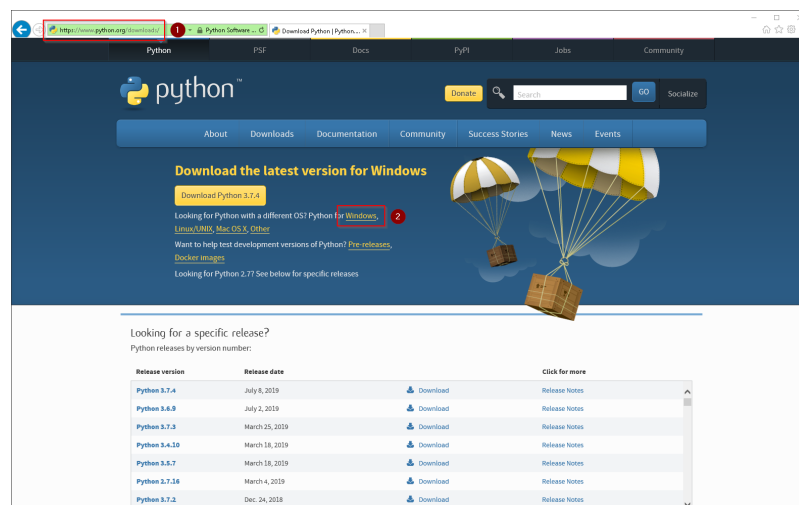 https://www.python.org/downloads/
1
Python Software ...
Download Python | Python....
Python PSF Docs PyPI Jobs Community
python™
Donate Search GO Socialize
About Downloads Documentation Community Success Stories News Events
Download the latest version for Windows
Download Python 3.7.4
Looking for Python with a different OS? Python for Windows, 2
Linux/UNIX, Mac OS X, Other
Want to help test development versions of Python? Pre-releases,
Docker images
Looking for Python 2.7? See below for specific releases
Looking for a specific release?
Python releases by version number:
Release version Release date Click for more
Python 3.7.4 July 8, 2019 Download Release Notes
Python 3.6.9 July 2, 2019 Download Release Notes
Python 3.7.3 March 25, 2019 Download Release Notes
Python 3.4.10 March 18, 2019 Download Release Notes
Python 3.5.7 March 18, 2019 Download Release Notes
Python 2.7.16 March 4, 2019 Download Release Notes
Python 3.7.2 Dec. 24, 2018 Download Release Notes